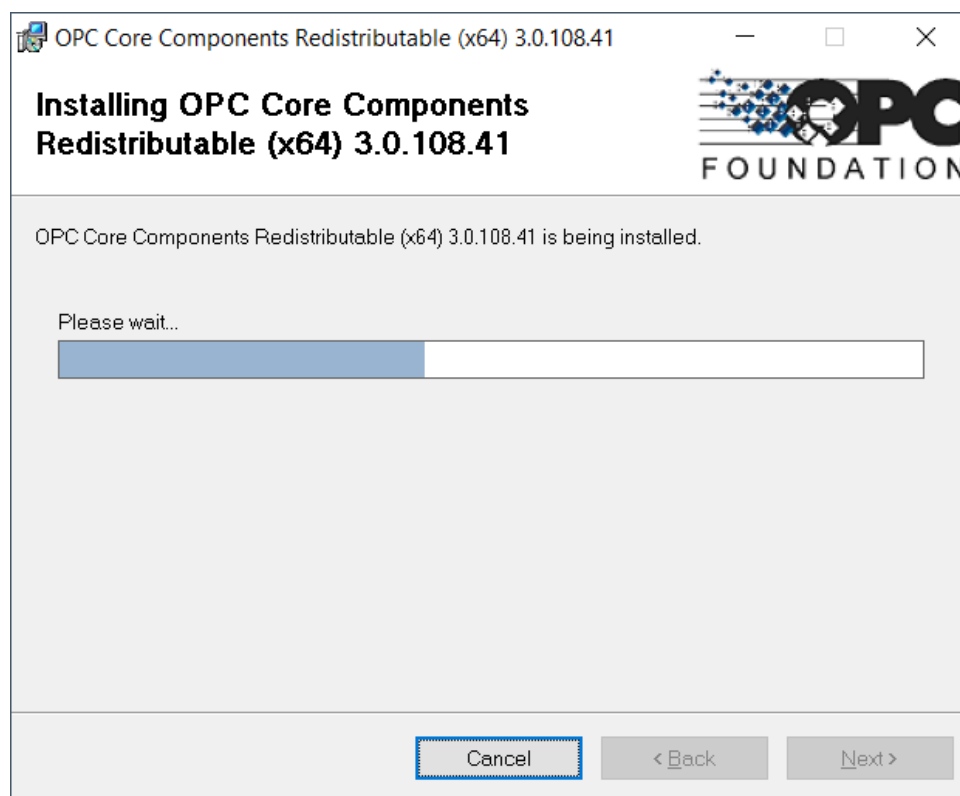 OPC Core Components Redistributable (x64) 3.0.108.41
Installing OPC Core Components
Redistributable (x64) 3.0.108.41
OPC
FOUNDATION
OPC Core Components Redistributable (x64) 3.0.108.41 is being installed.
Please wait...
Cancel
< Back
Next >